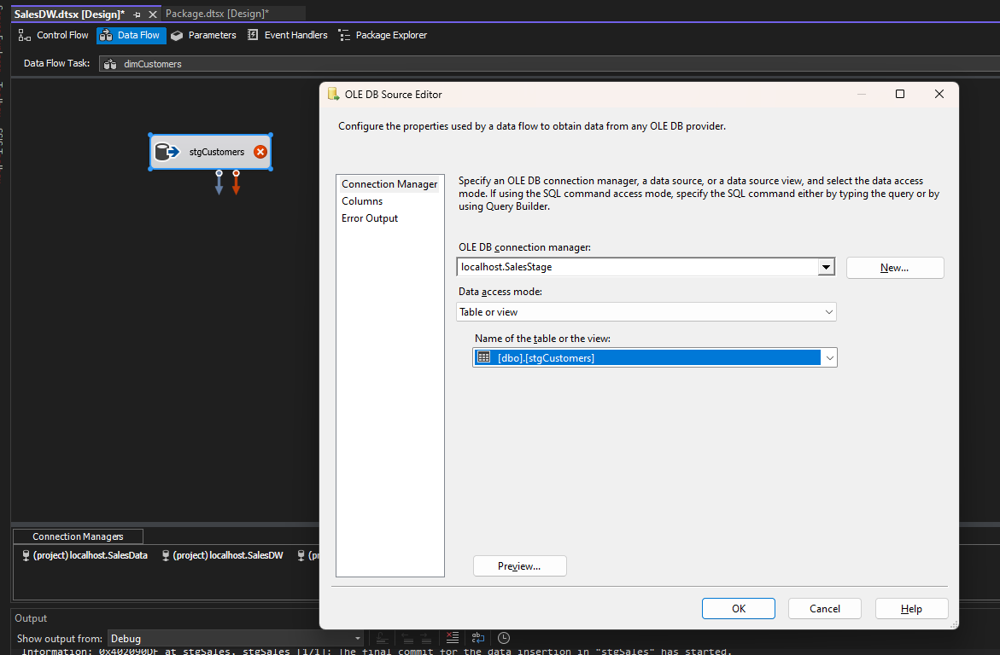 SalesDW.dtsx [Design]*
Package.dtsx [Design]*
Control Flow
Data Flow
Parameters
Event Handlers
Package Explorer
Data Flow Task:
dimCustomers
stgCustomers
OLE DB Source Editor
Configure the properties used by a data flow to obtain data from any OLE DB provider.
Connection Manager
Columns
Error Output
Specify an OLE DB connection manager, a data source, or a data source view, and select the data access
mode. If using the SQL command access mode, specify the SQL command either by typing the query or by
using Query Builder.
OLE DB connection manager:
localhost.SalesStage
New...
Data access mode:
Table or view
Name of the table or the view:
[dbo].[stgCustomers]
Preview...
OK
Cancel
Help
Connection Managers
(project) localhost.SalesData
(project) localhost.SalesDW
Output
Show output from:
Debug
Information: 0x402090DF at stgSales, stgSales [171]: The final commit for the data insertion in "stgSales" has started.